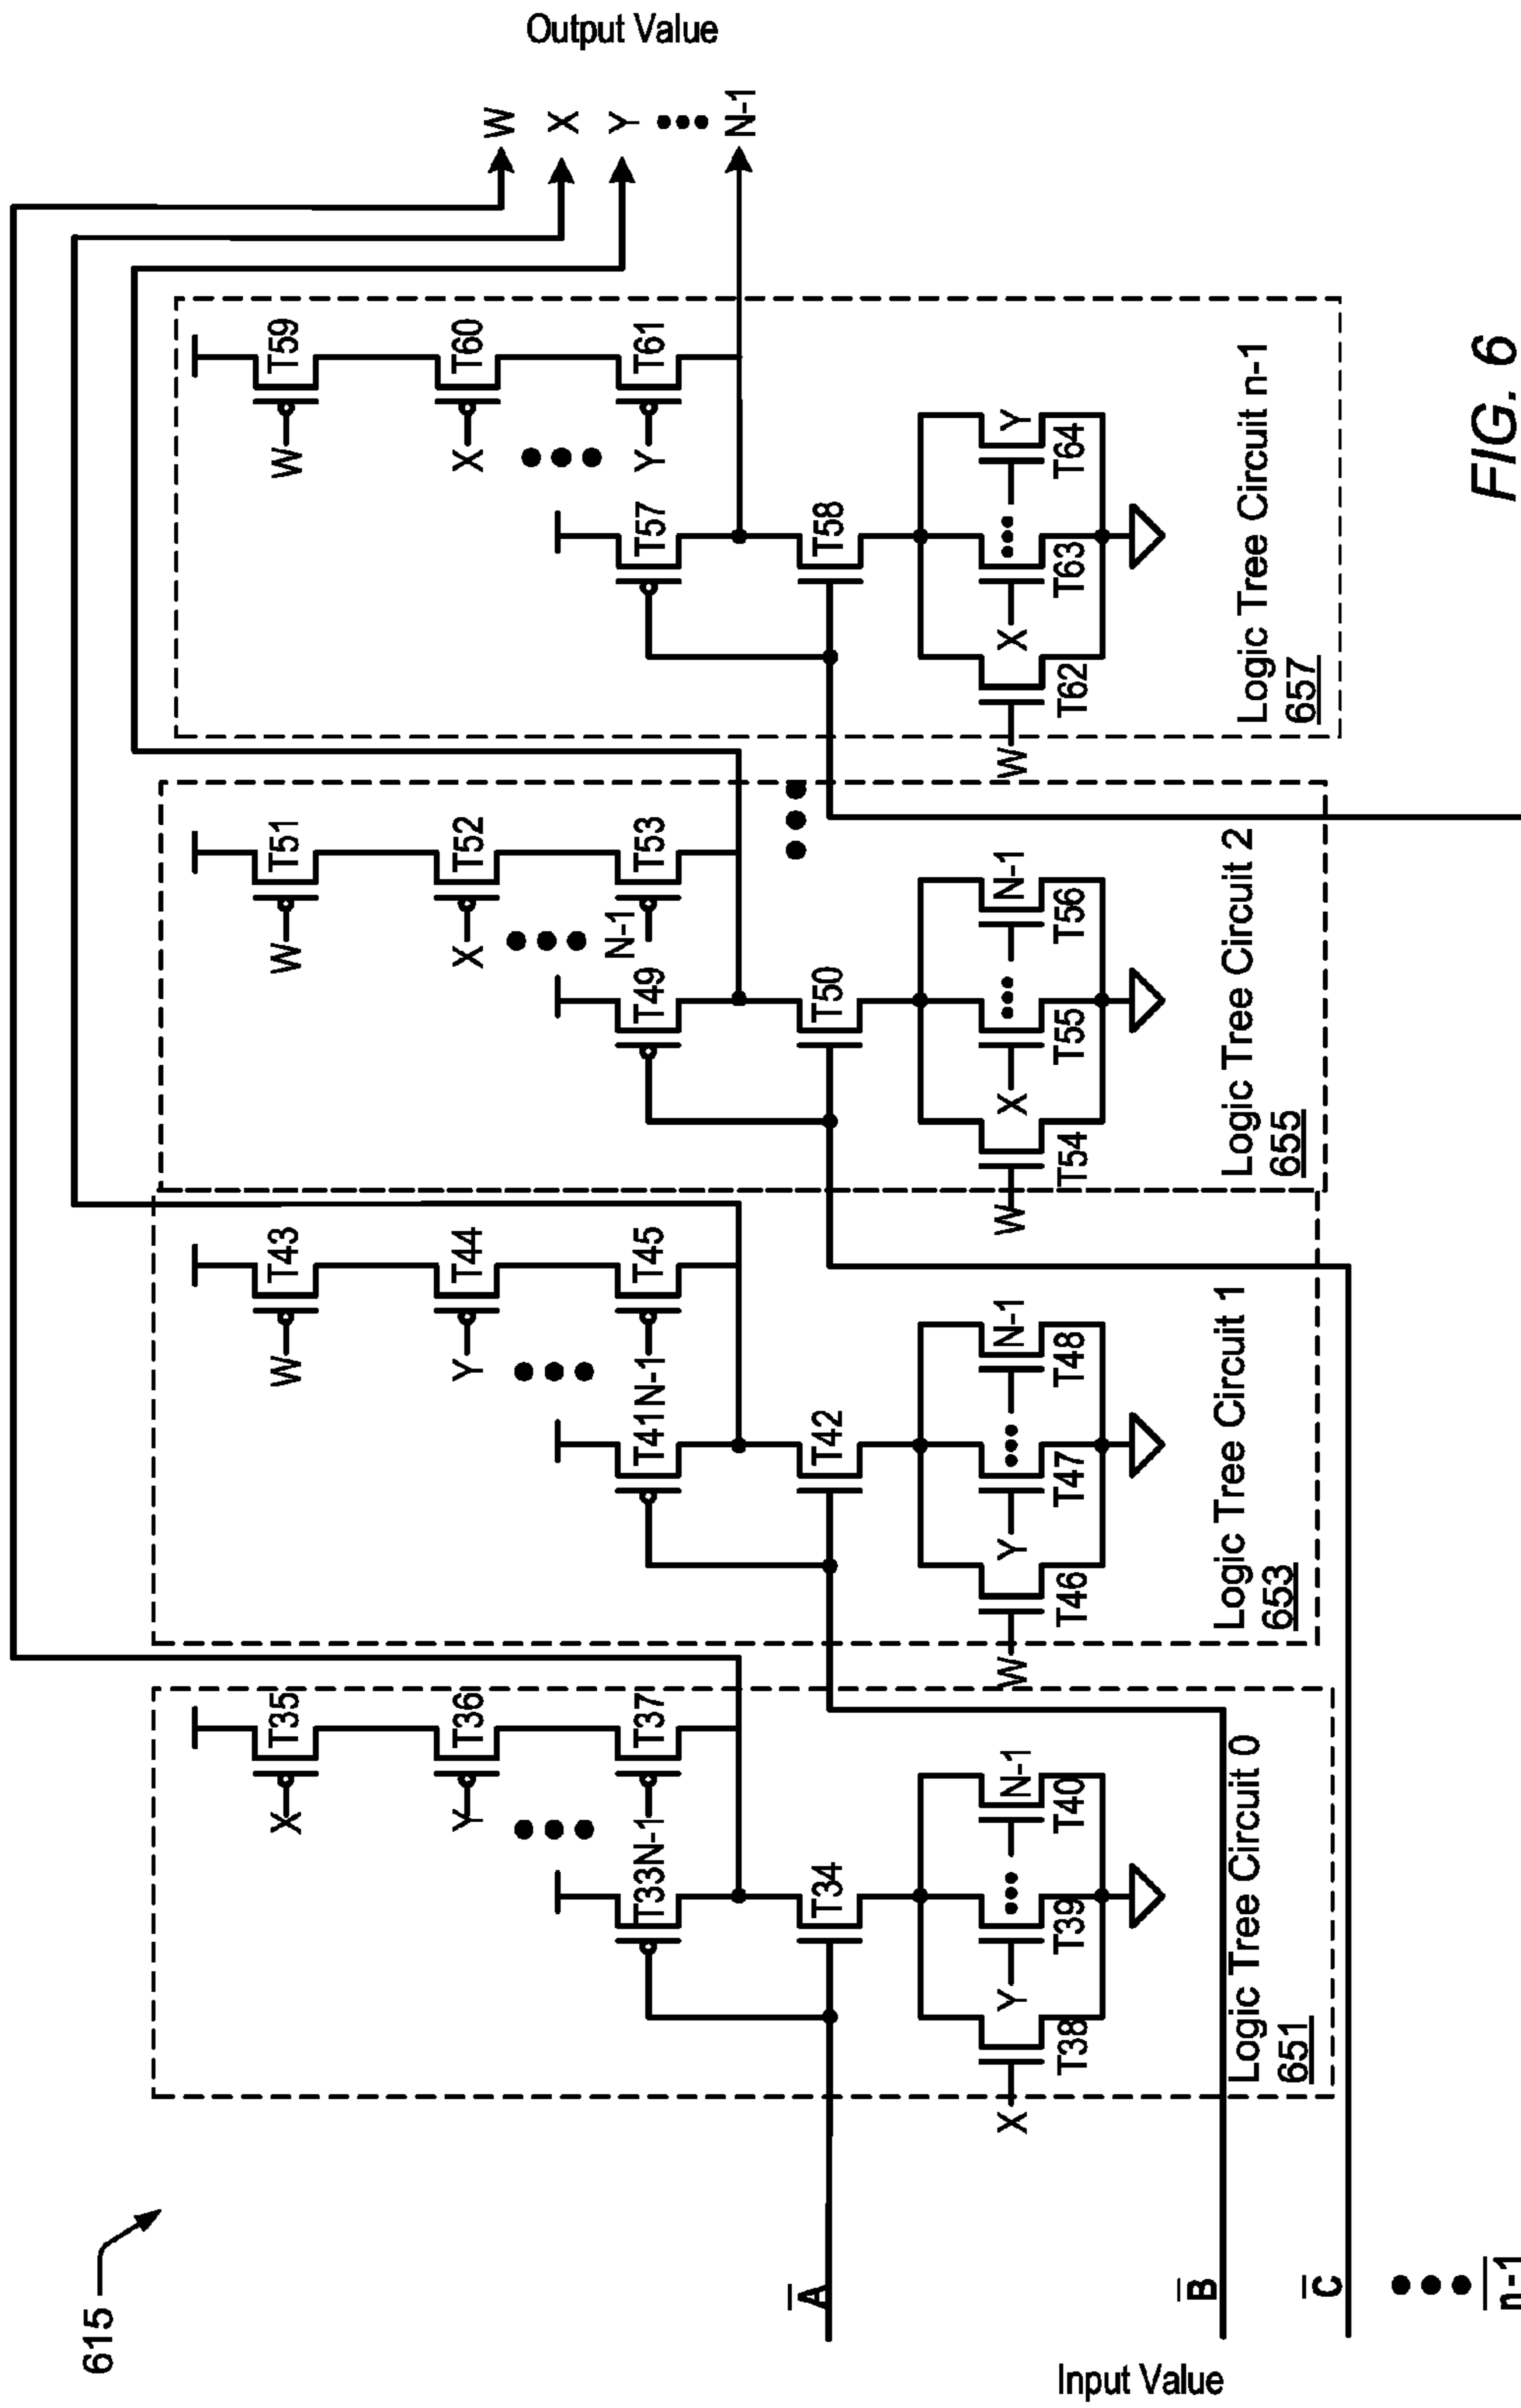 615
Output Value
W
X
Y
N-1
T35
X
T36
Y
T37
T33N-1
T34
T38
X
T39
Y
T40
N-1
Logic Tree Circuit 0
651
T43
W
T44
Y
T45
T41N-1
T42
T46
W
T47
Y
T48
N-1
Logic Tree Circuit 1
653
T51
W
T52
X
T53
N-1
T49
T50
T54
W
T55
X
T56
N-1
Logic Tree Circuit 2
655
T59
W
T60
X
T61
Y
T57
T58
T62
W
T63
X
T64
Y
Logic Tree Circuit n-1
657
A̅
B̅
C̅
n-1
Input Value
FIG. 6